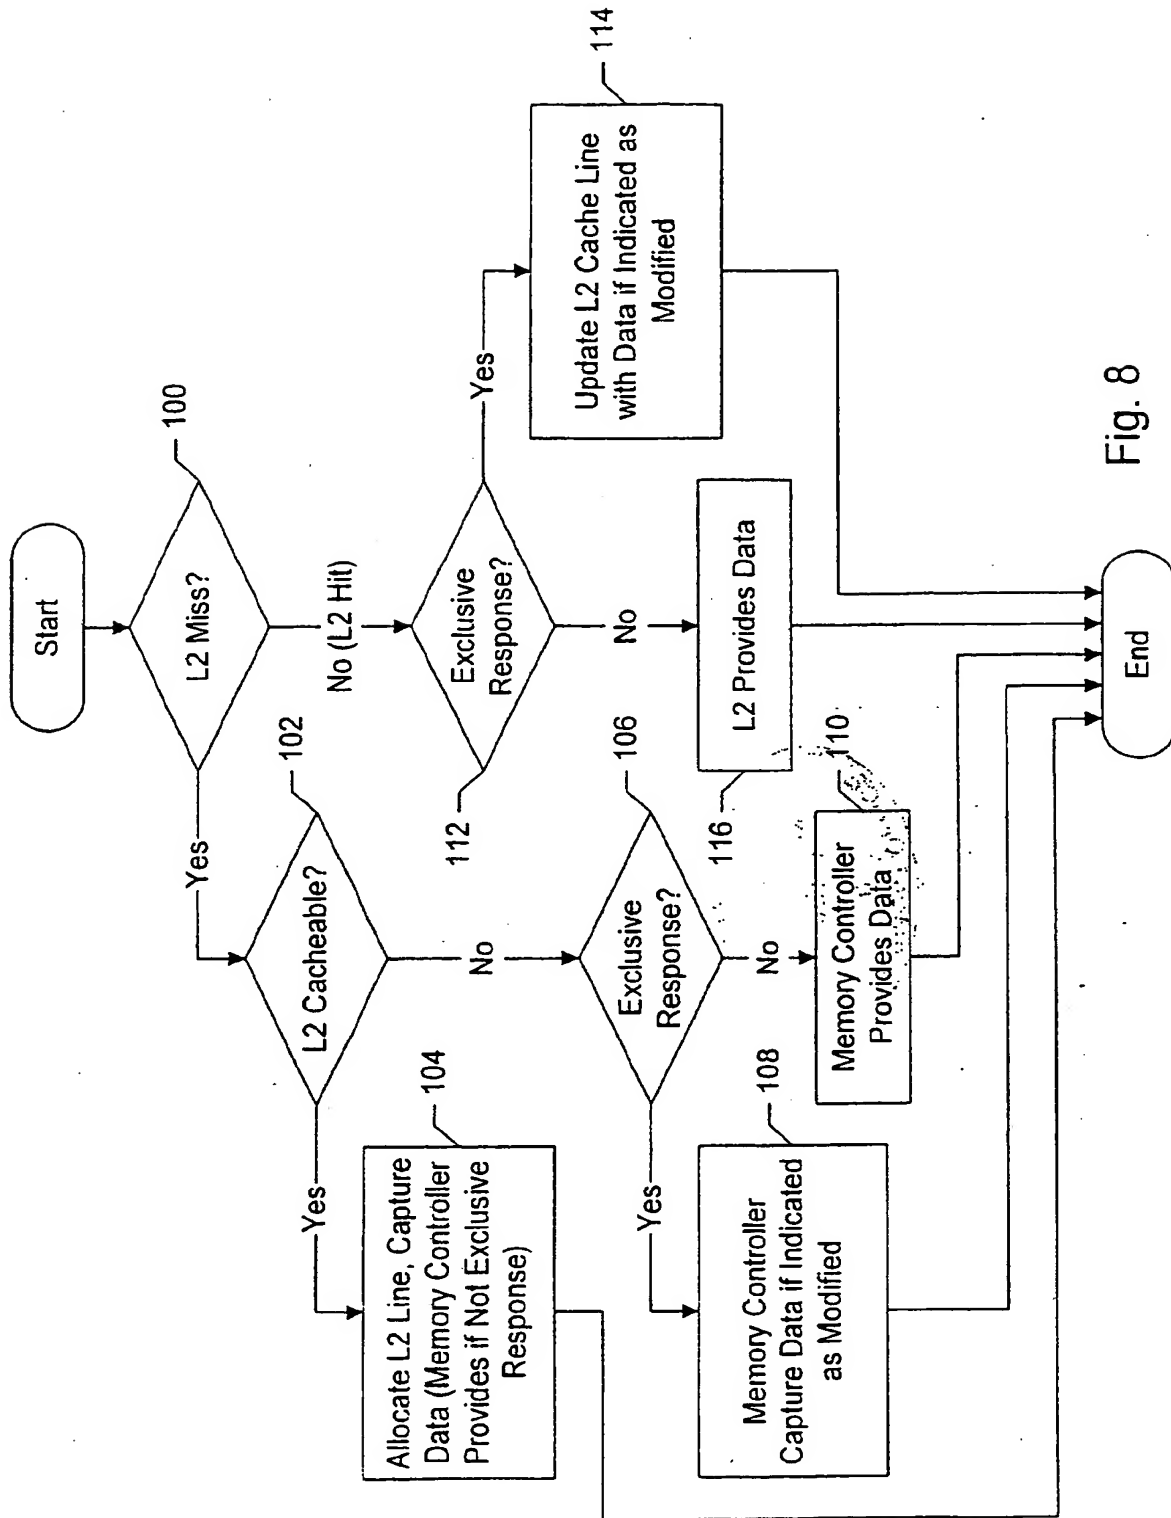 Start
L2 Miss?
100
Yes
No (L2 Hit)
L2 Cacheable?
102
Exclusive
Response?
112
Yes
Yes
No
No
Allocate L2 Line, Capture
Data (Memory Controller
Provides if Not Exclusive
Response)
104
Exclusive
Response?
106
L2 Provides Data
116
Update L2 Cache Line
with Data if Indicated as
Modified
114
Yes
No
Memory Controller
Capture Data if Indicated
as Modified
108
Memory Controller
Provides Data
110
End
Fig. 8